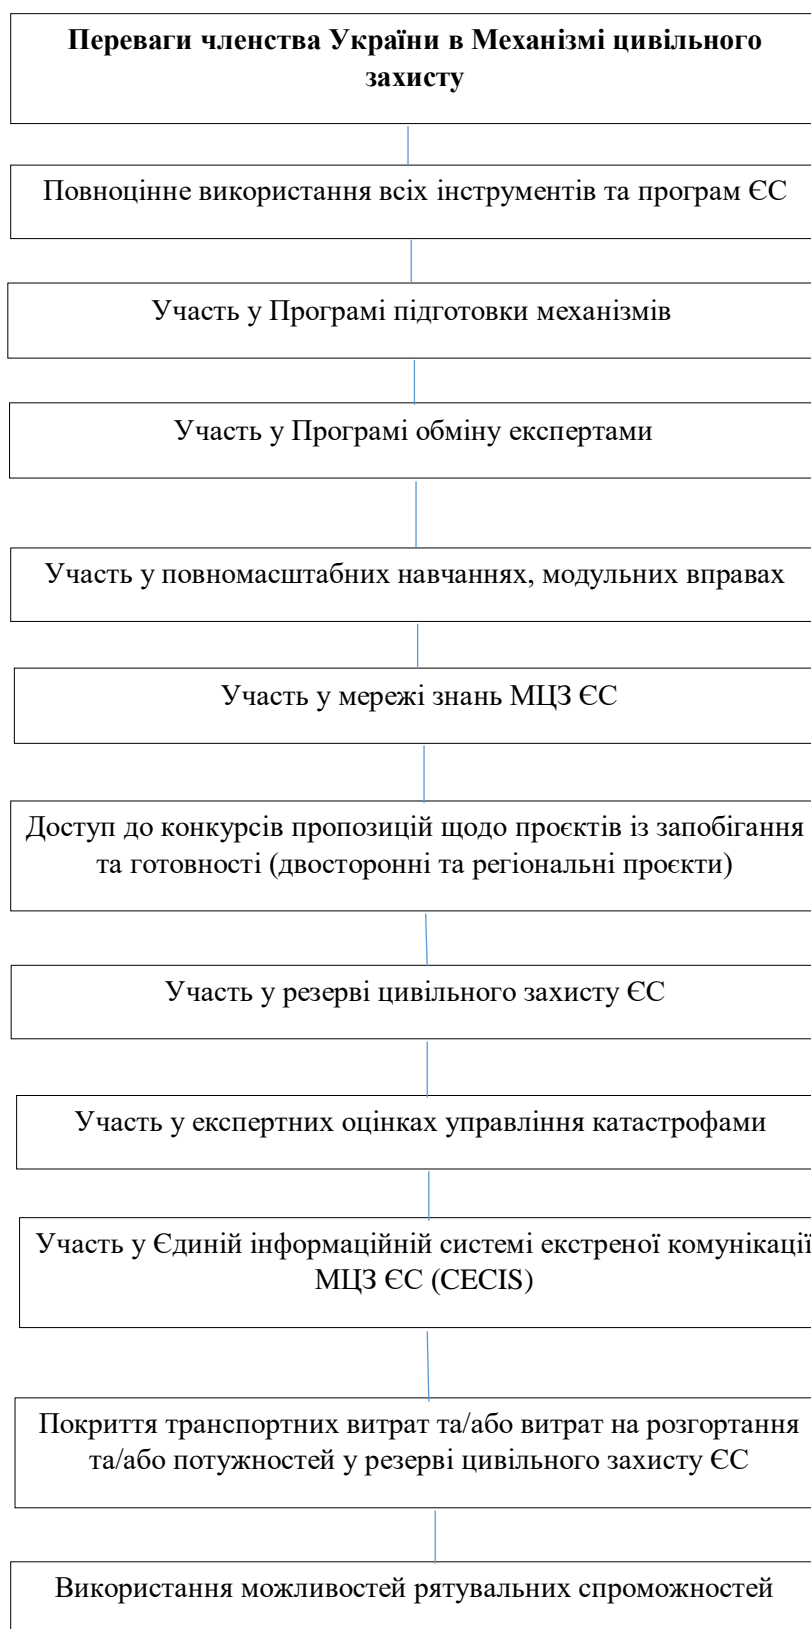 Переваги членства України в Механізмі цивільного
захисту
Повноцінне використання всіх інструментів та програм ЄС
Участь у Програмі підготовки механізмів
Участь у Програмі обміну експертами
Участь у повномасштабних навчаннях, модульних вправах
Участь у мережі знань МЦЗ ЄС
Доступ до конкурсів пропозицій щодо проєктів із запобігання
та готовності (двосторонні та регіональні проєкти)
Участь у резерві цивільного захисту ЄС
Участь у експертних оцінках управління катастрофами
Участь у Єдиній інформаційній системі екстреної комунікації
МЦЗ ЄС (CECIS)
Покриття транспортних витрат та/або витрат на розгортання
та/або потужностей у резерві цивільного захисту ЄС
Використання можливостей рятувальних спроможностей